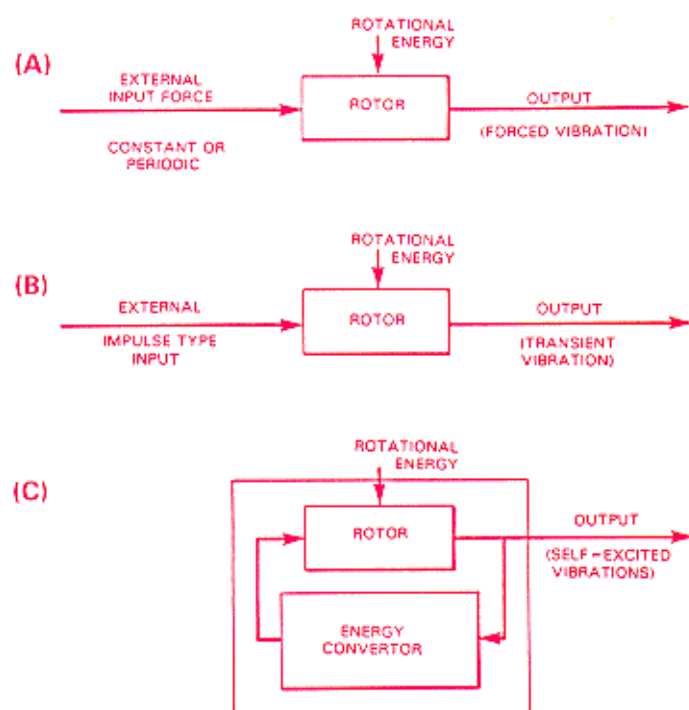 ROTATIONAL
ENERGY
(A)
EXTERNAL
INPUT FORCE
ROTOR
OUTPUT
CONSTANT OR
PERIODIC
(FORCED VIBRATION)
ROTATIONAL
ENERGY
(B)
EXTERNAL
ROTOR
OUTPUT
IMPULSE TYPE
INPUT
(TRANSIENT
VIBRATION)
ROTATIONAL
ENERGY
(C)
ROTOR
OUTPUT
(SELF-EXCITED
VIBRATIONS)
ENERGY
CONVERTOR